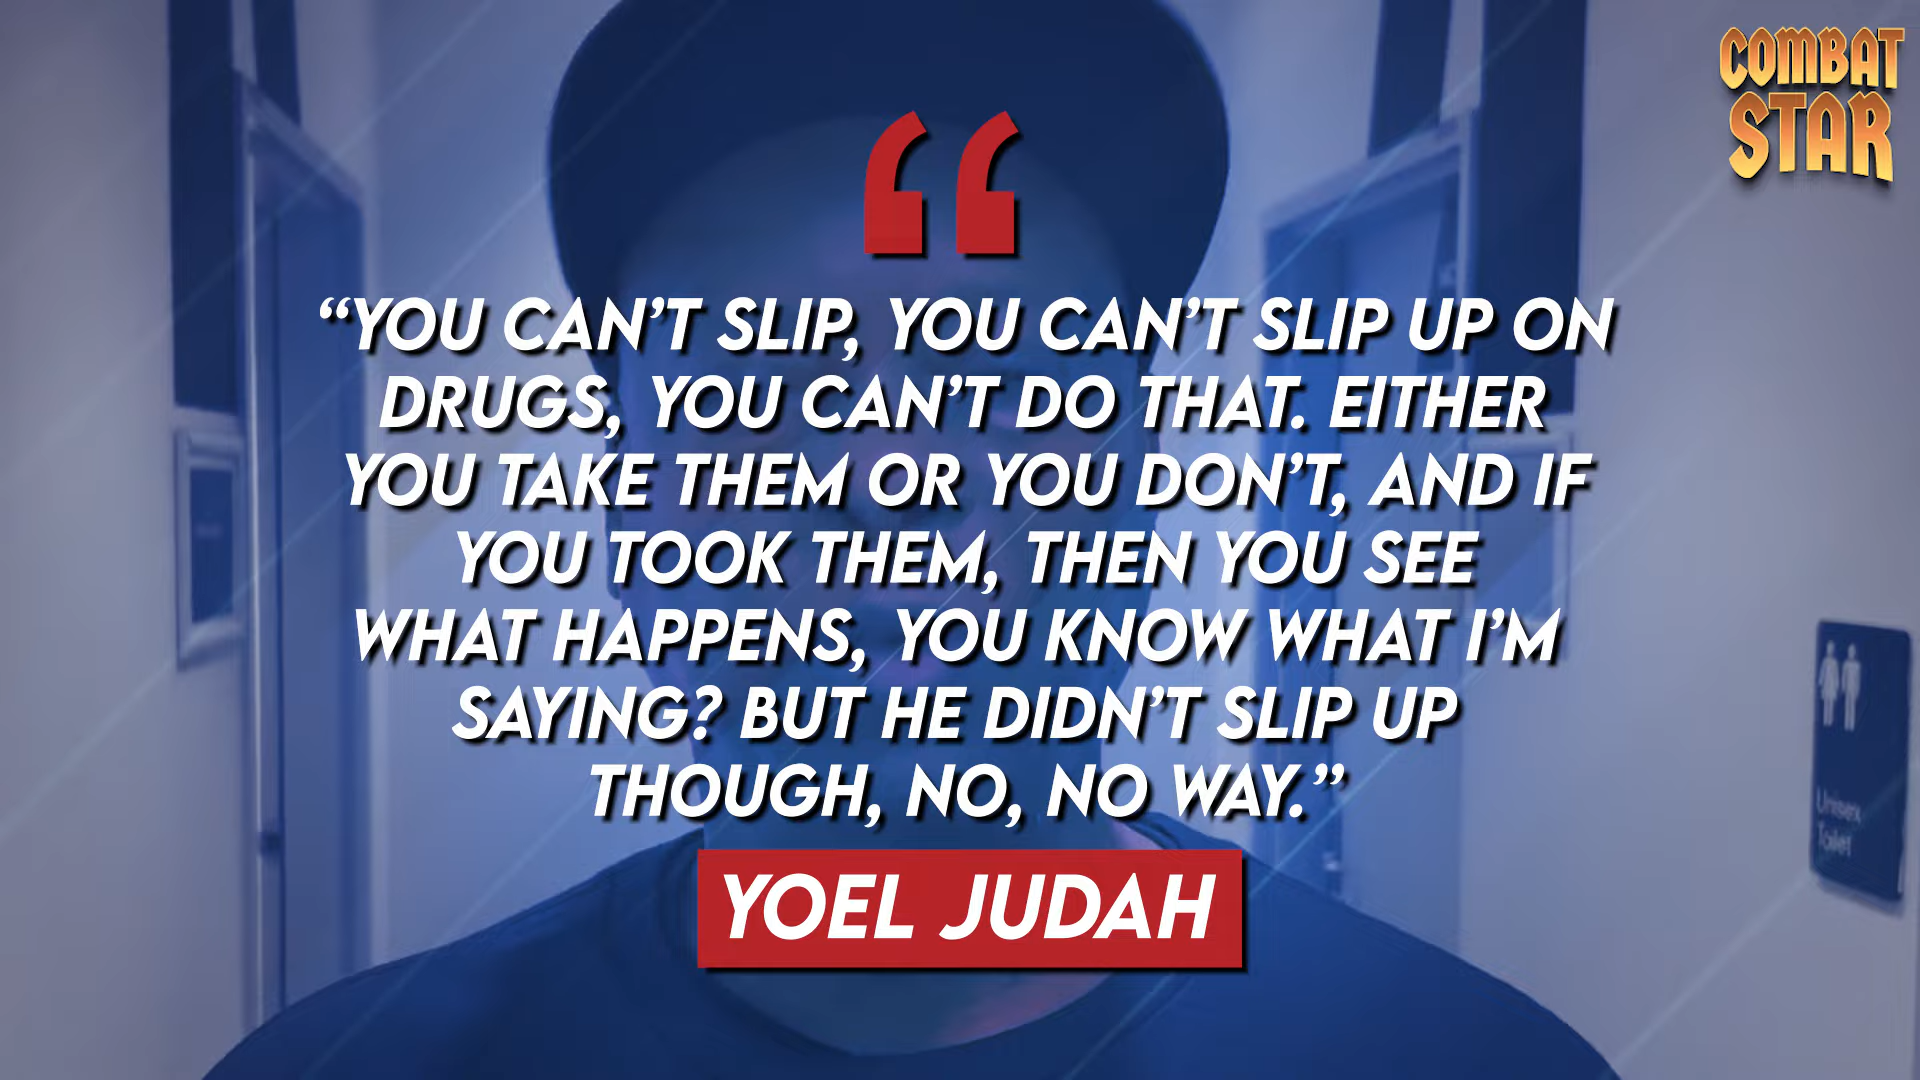 COMBAT
STAR
“
“YOU CAN’T SLIP, YOU CAN’T SLIP UP ON
DRUGS, YOU CAN’T DO THAT. EITHER
YOU TAKE THEM OR YOU DON’T, AND IF
YOU TOOK THEM, THEN YOU SEE
WHAT HAPPENS, YOU KNOW WHAT I’M
SAYING? BUT HE DIDN’T SLIP UP
THOUGH, NO, NO WAY.”
YOEL JUDAH
Unisex
Toilet